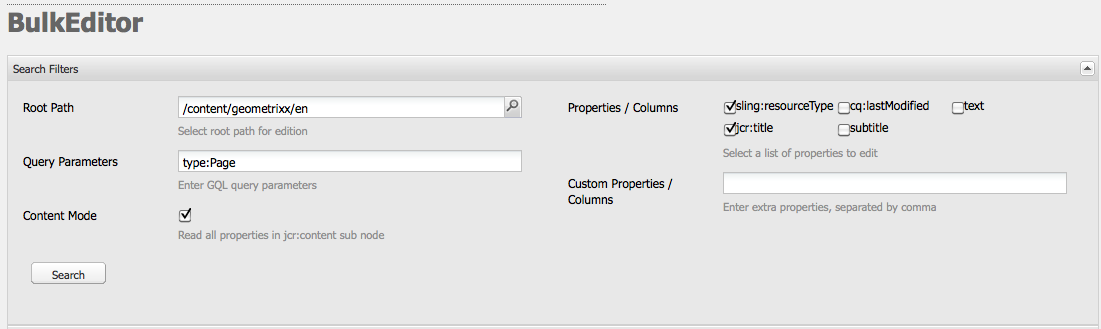 BulkEditor
Search Filters
Root Path
/content/geometrixx/en
Select root path for edition
Query Parameters
type:Page
Enter GQL query parameters
Content Mode
Read all properties in jcr:content sub node
Search
Properties / Columns
sling:resourceType cq:lastModified text
jcr:title subtitle
Select a list of properties to edit
Custom Properties /
Columns
Enter extra properties, separated by comma